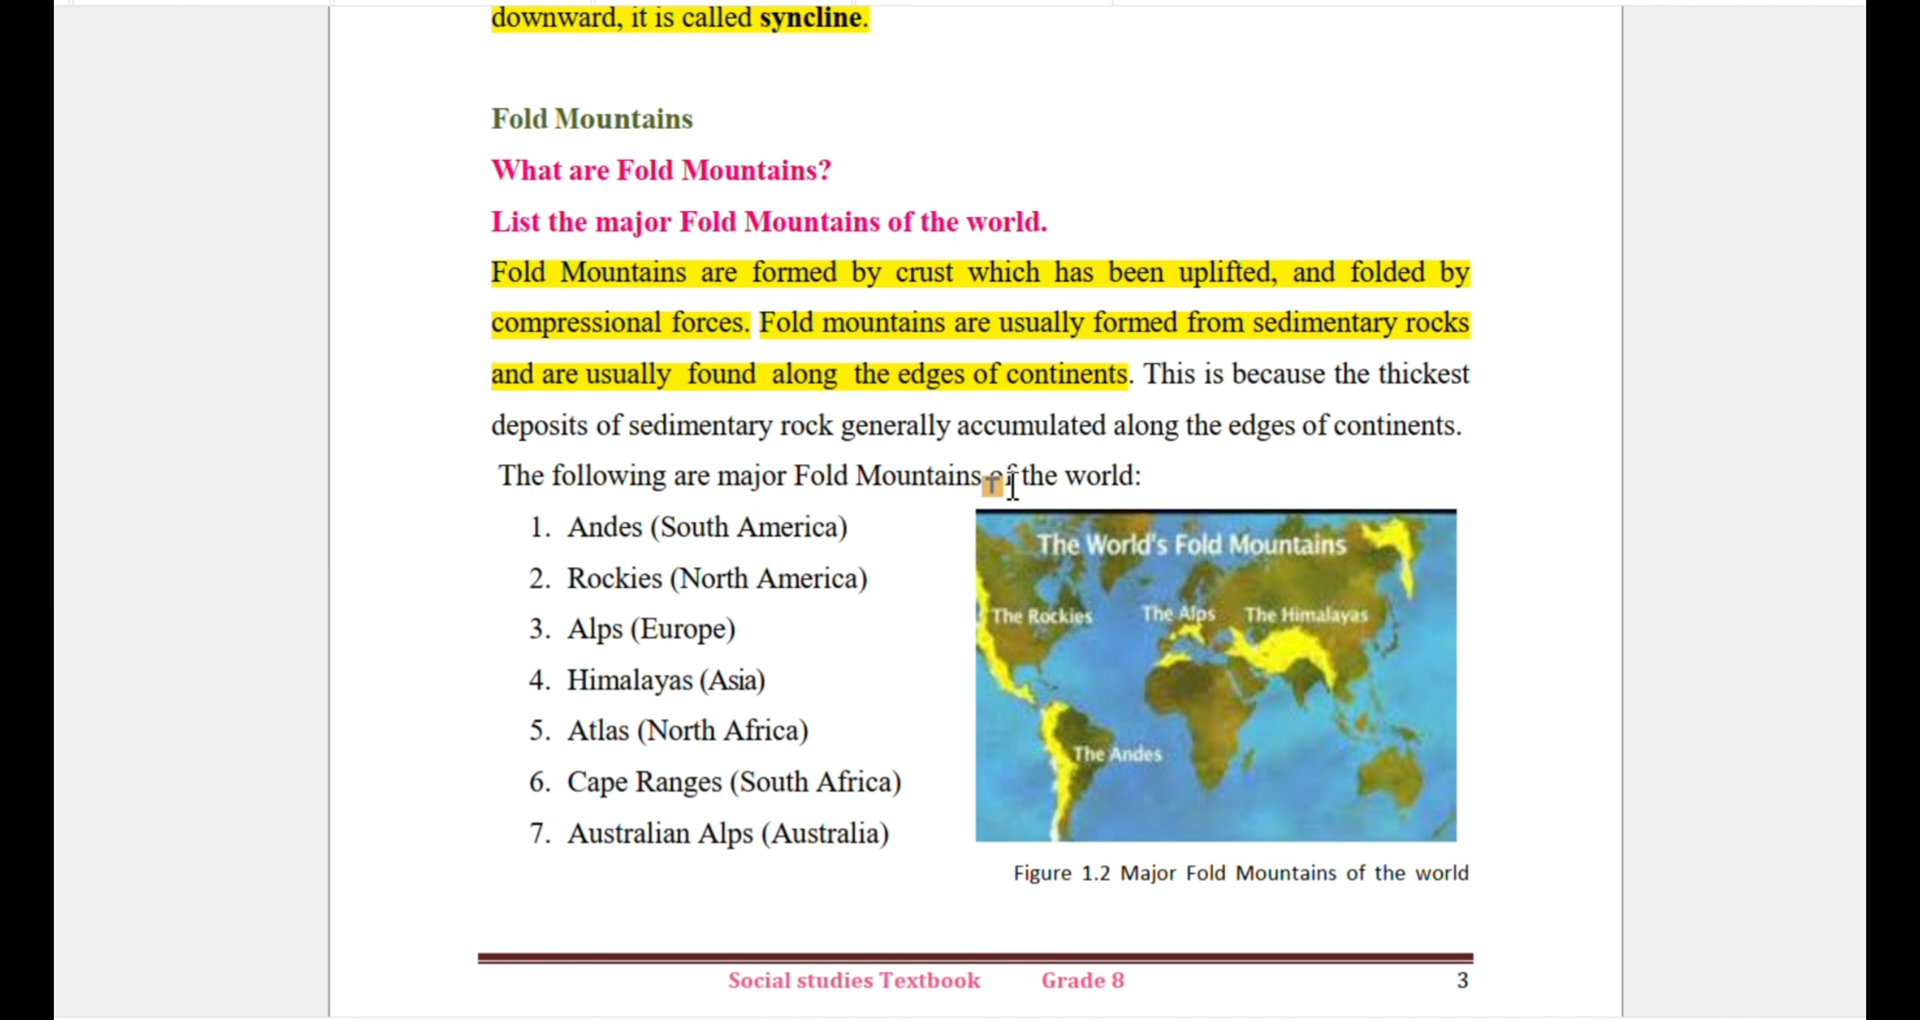 downward, it is called syncline.
Fold Mountains
What are Fold Mountains?
List the major Fold Mountains of the world.
Fold Mountains are formed by crust which has been uplifted, and folded by
compressional forces. Fold mountains are usually formed from sedimentary rocks
and are usually found along the edges of continents. This is because the thickest
deposits of sedimentary rock generally accumulated along the edges of continents.
The following are major Fold Mountains of the world:
1. Andes (South America)
2. Rockies (North America)
3. Alps (Europe)
4. Himalayas (Asia)
5. Atlas (North Africa)
6. Cape Ranges (South Africa)
7. Australian Alps (Australia)
The World's Fold Mountains
The Rockies The Alps The Himalayas
The Andes
Figure 1.2 Major Fold Mountains of the world
Social studies Textbook Grade 8 3